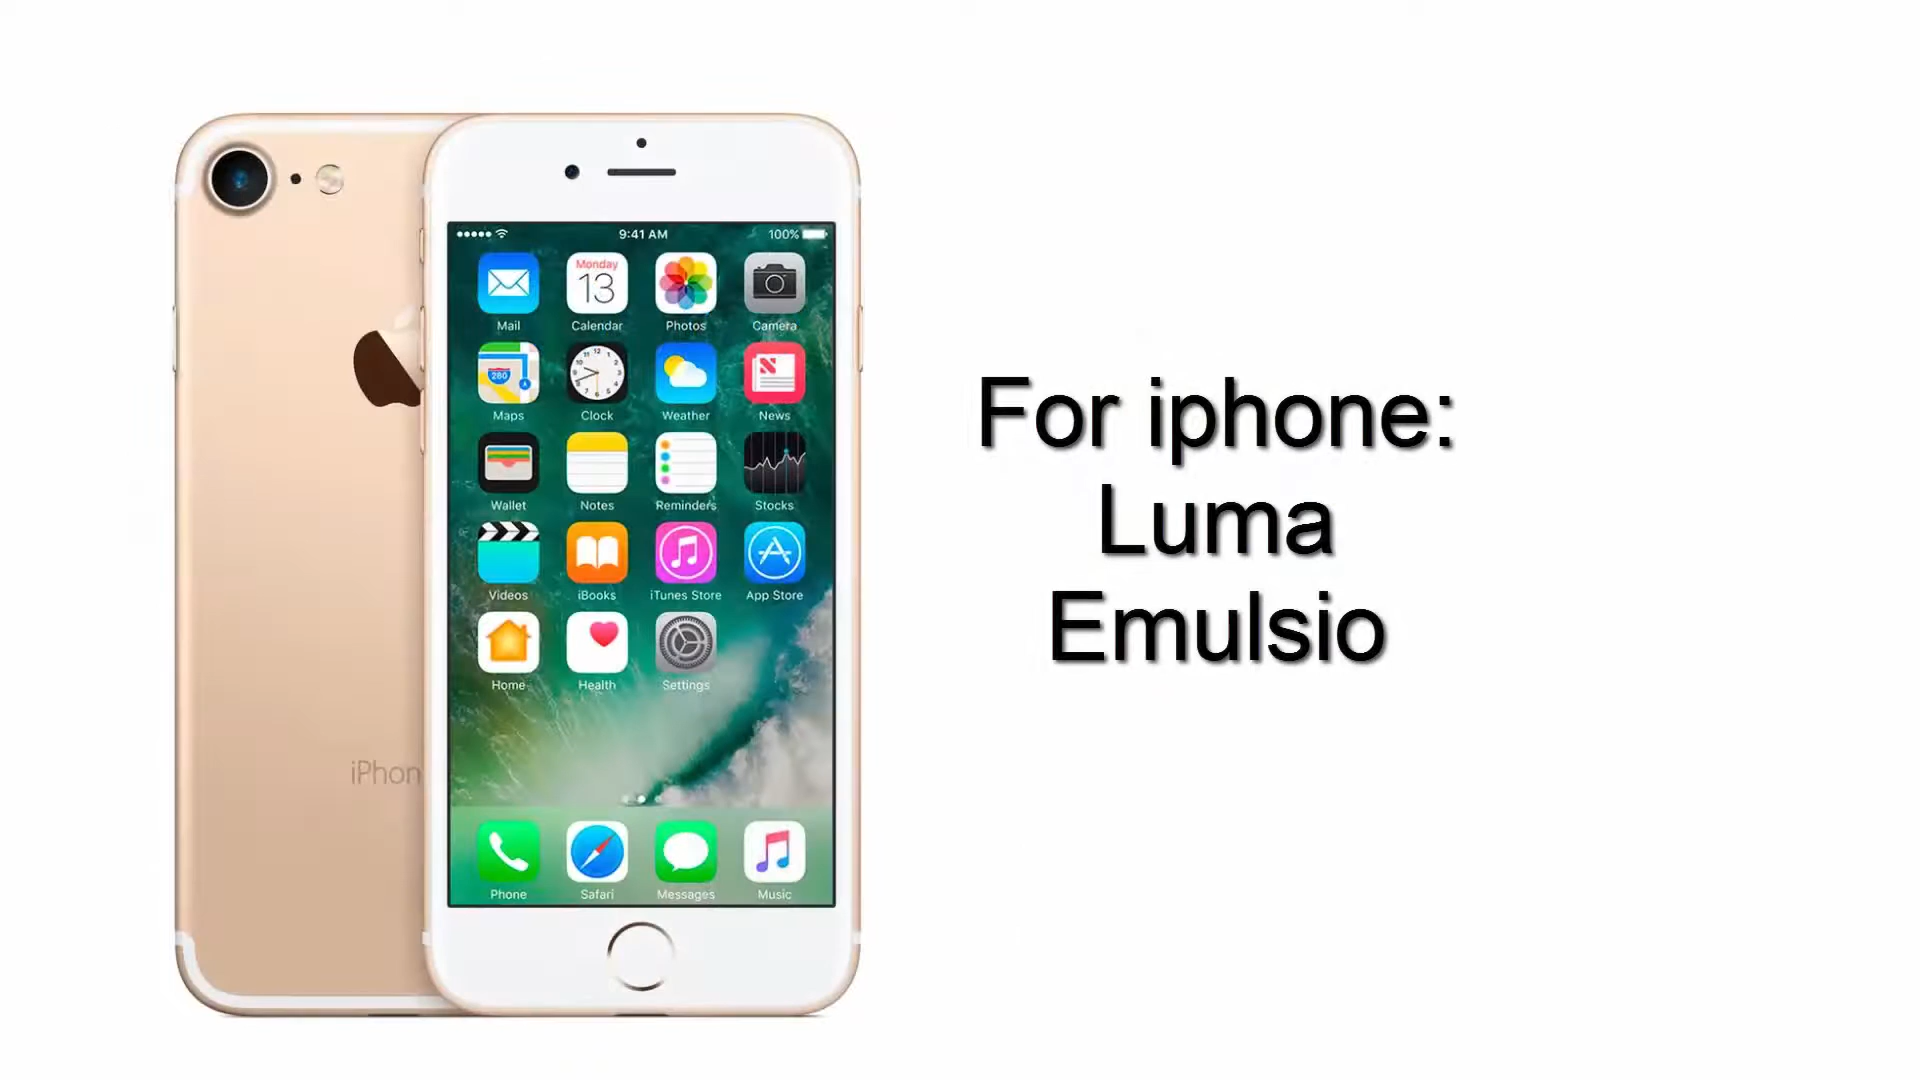 9:41 AM 100%
Monday
13
Mail Calendar Photos Camera
280
Maps Clock Weather News
Wallet Notes Reminders Stocks
Videos iBooks iTunes Store App Store
Home Health Settings
iPhon
Phone Safari Messages Music
For iphone:
Luma
Emulsio